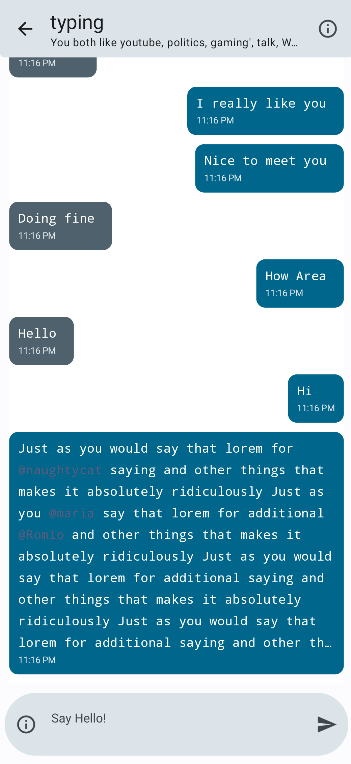 typing
You both like youtube, politics, gaming', talk, W...
11:16 PM
I really like you
11:16 PM
Nice to meet you
11:16 PM
Doing fine
11:16 PM
How Area
11:16 PM
Hello
11:16 PM
Hi
11:16 PM
Just as you would say that lorem for
@naughtycat saying and other things that
makes it absolutely ridiculously Just as
you @maria say that lorem for additional
@Romio and other things that makes it
absolutely ridiculously Just as you would
say that lorem for additional saying and
other things that makes it absolutely
ridiculously Just as you would say that
lorem for additional saying and other th…
11:16 PM
Say Hello!